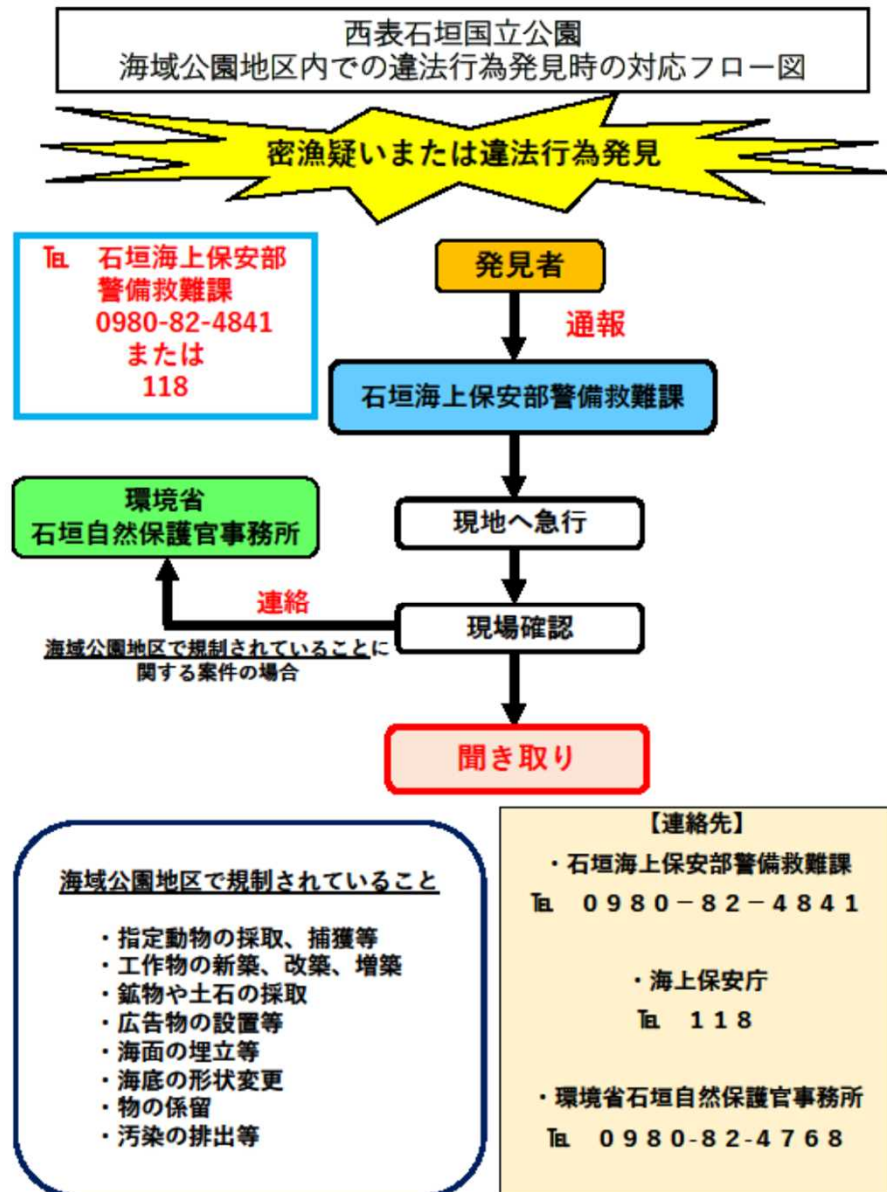 西表石垣国立公園
海域公園地区内での違法行為発見時の対応フロー図
密漁疑いまたは違法行為発見
℡ 石垣海上保安部
警備救難課
0980-82-4841
または
118
発見者
通報
石垣海上保安部警備救難課
現地へ急行
環境省
石垣自然保護官事務所
連絡
現場確認
海域公園地区で規制されていることに
関する案件の場合
聞き取り
海域公園地区で規制されていること
・指定動物の採取、捕獲等
・工作物の新築、改築、増築
・鉱物や土石の採取
・広告物の設置等
・海面の埋立等
・海底の形状変更
・物の係留
・汚染の排出等
【連絡先】
・石垣海上保安部警備救難課
℡ 0980-82-4841
・海上保安庁
℡ 118
・環境省石垣自然保護官事務所
℡ 0980-82-4768